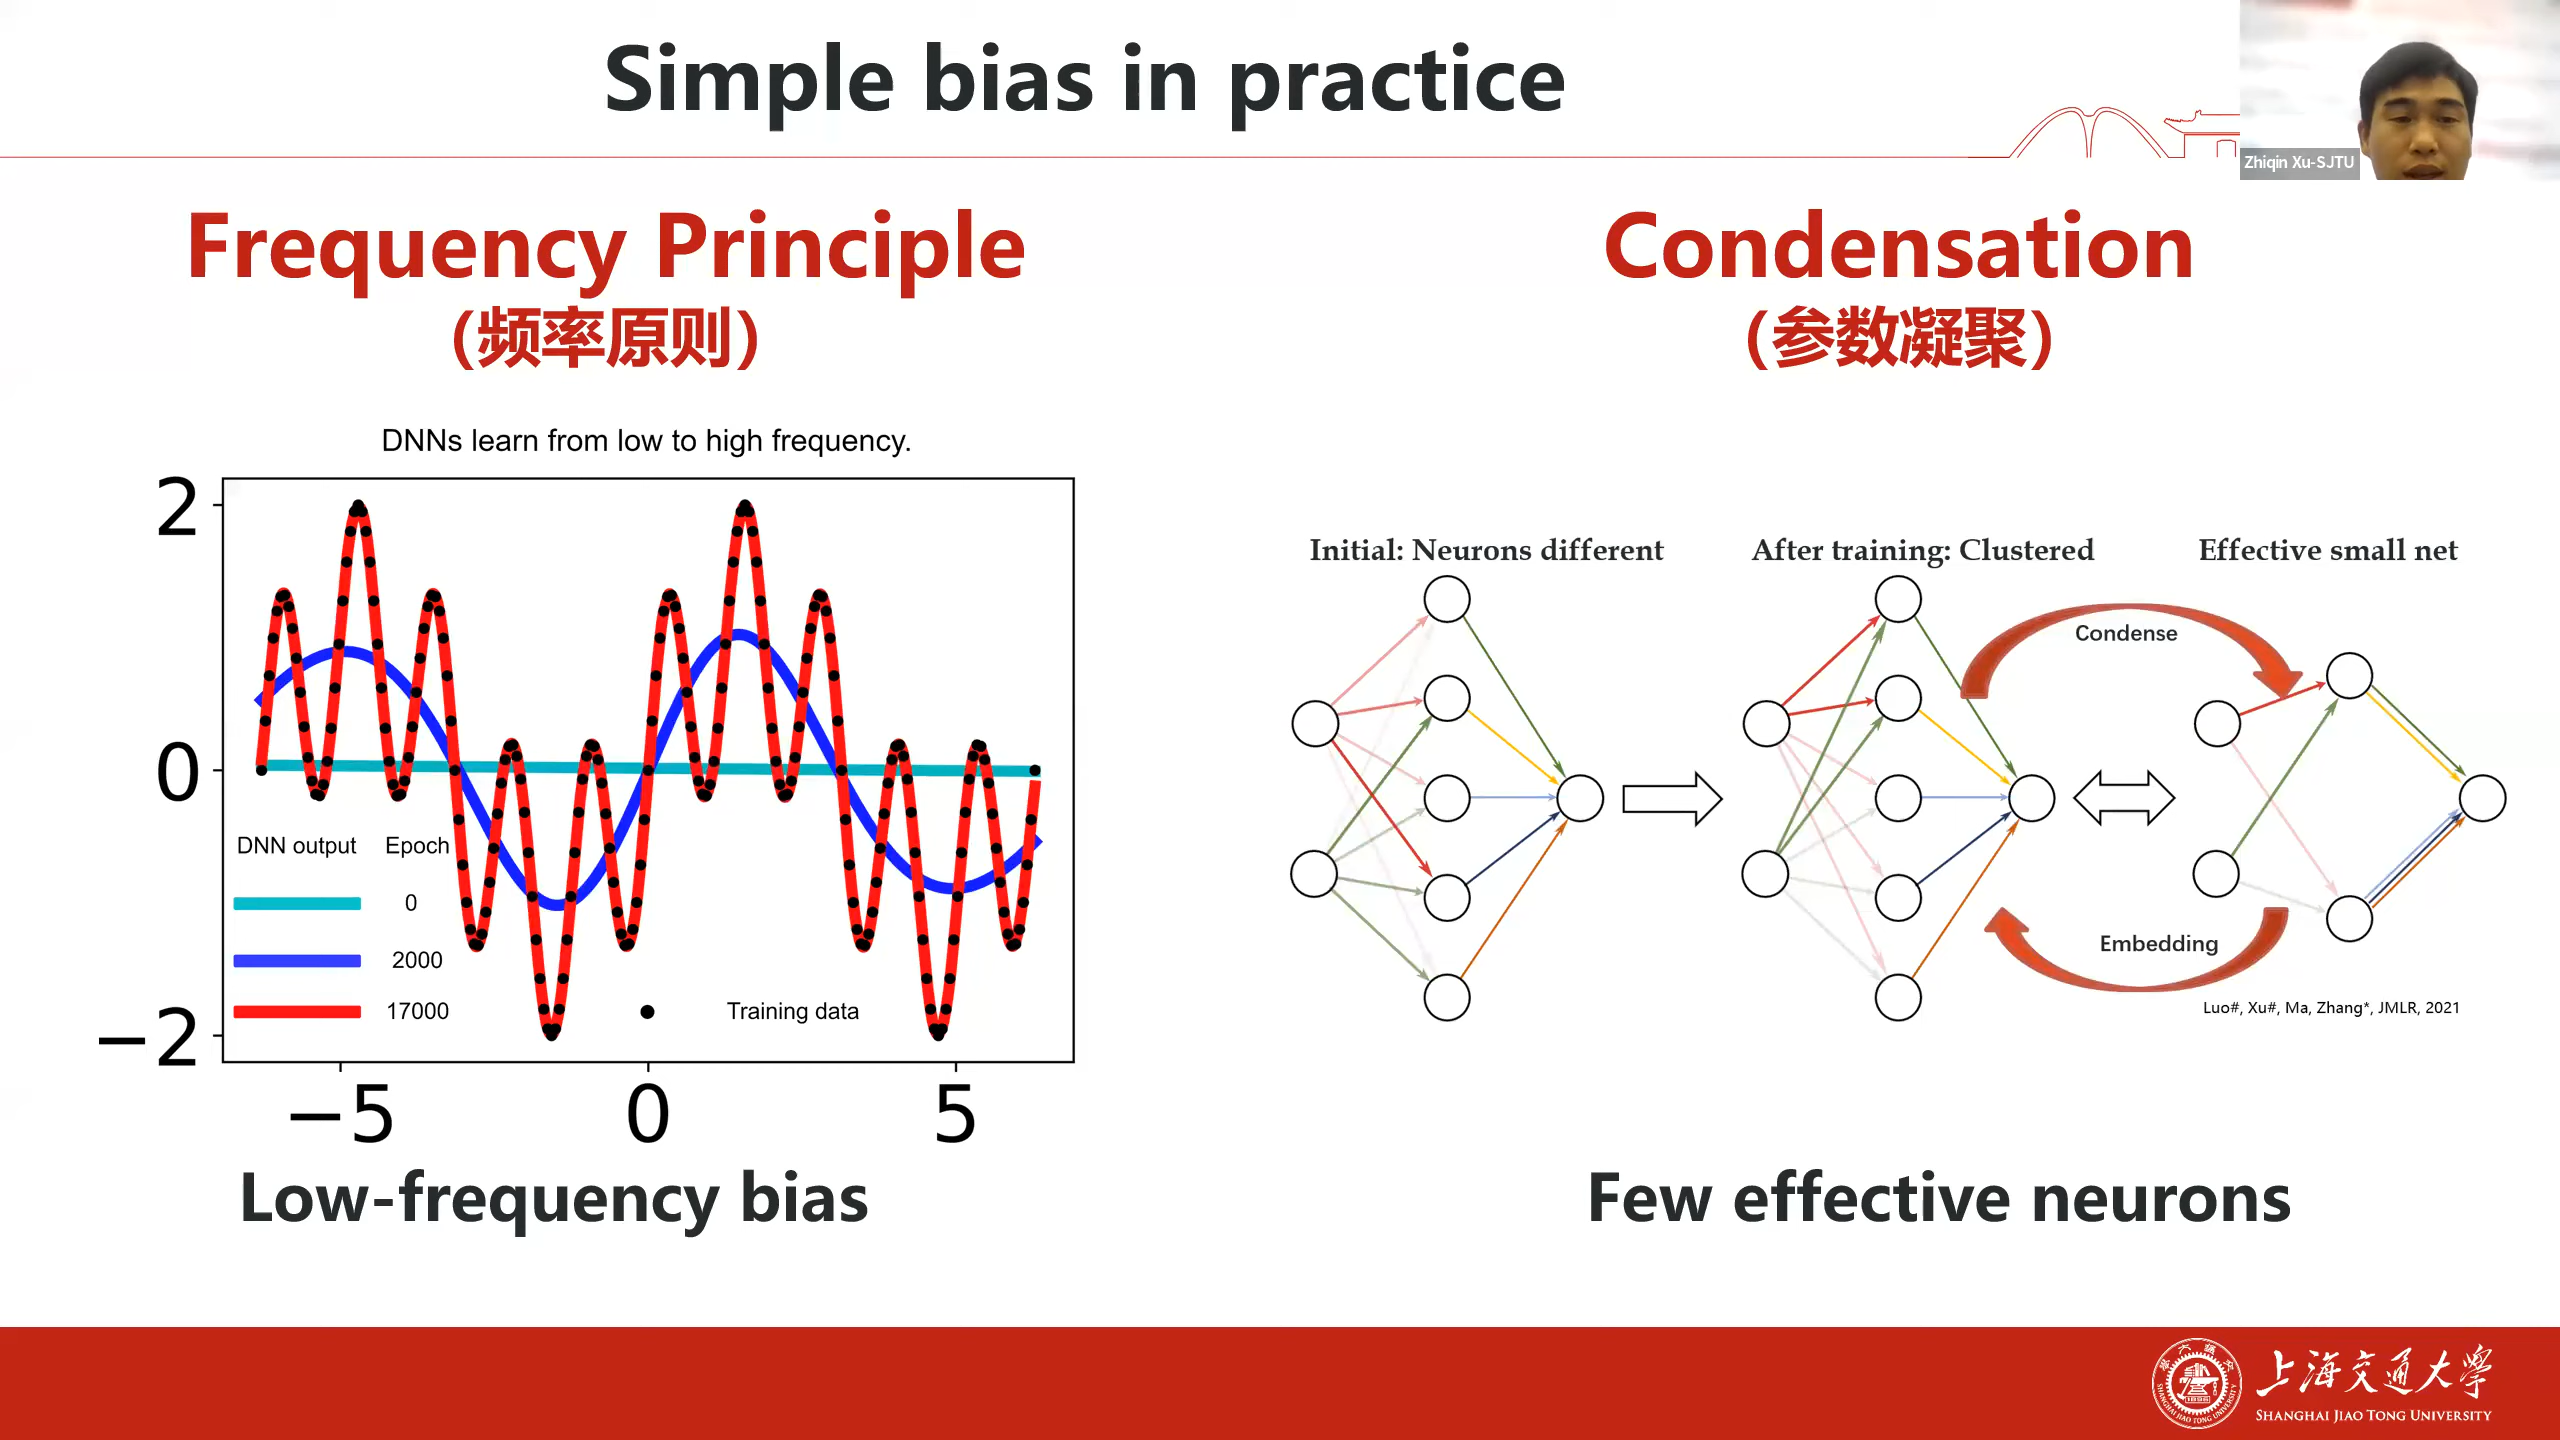 Simple bias in practice
Zhiqin Xu-SJTU
Frequency Principle
（频率原则）
DNNs learn from low to high frequency.
2
0
−2
DNN output Epoch
0
2000
17000
Training data
−5 0 5
Low-frequency bias
Condensation
（参数凝聚）
Initial: Neurons different
After training: Clustered
Effective small net
Condense
Embedding
Luo#, Xu#, Ma, Zhang*, JMLR, 2021
Few effective neurons
上海交通大學
SHANGHAI JIAO TONG UNIVERSITY